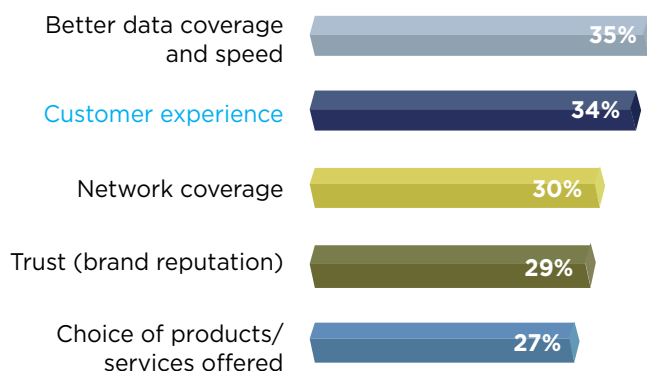 Better data coverage
and speed
35%
Customer experience
34%
Network coverage
30%
Trust (brand reputation)
29%
Choice of products/
services offered
27%